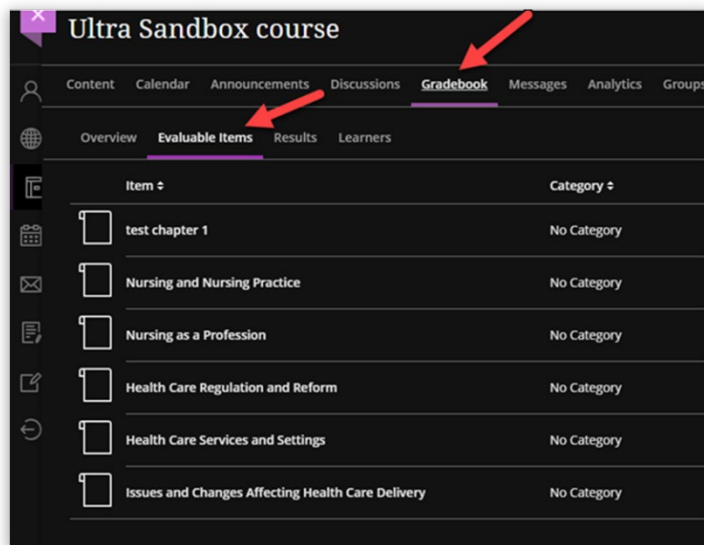 Ultra Sandbox course
Content Calendar Announcements Discussions Gradebook Messages Analytics Groups
Overview Evaluable Items Results Learners
Item Category
test chapter 1 No Category
Nursing and Nursing Practice No Category
Nursing as a Profession No Category
Health Care Regulation and Reform No Category
Health Care Services and Settings No Category
Issues and Changes Affecting Health Care Delivery No Category